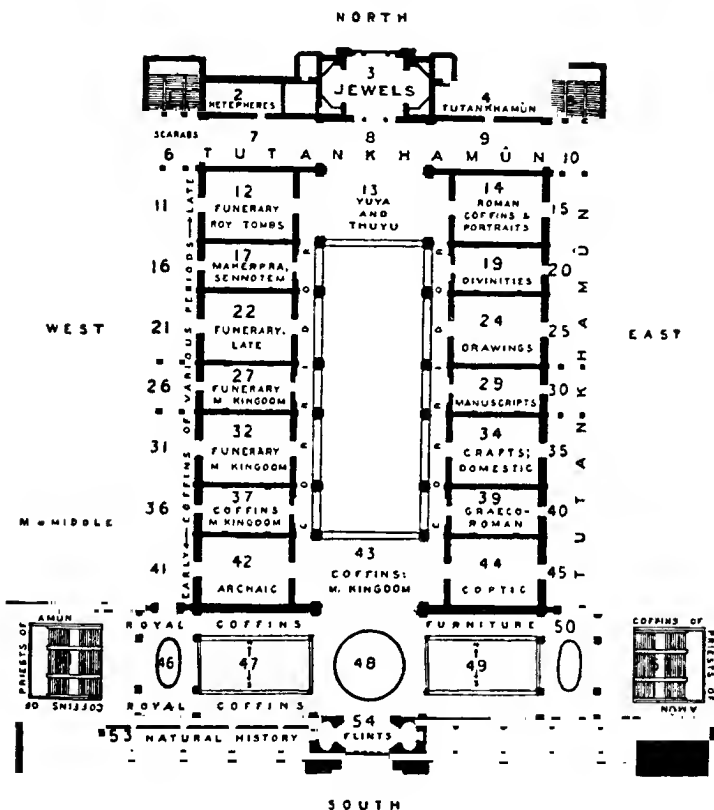 NORTH
3
JEWELS
2
HETEPHERES
4
TUTANKHAMÛN
SCARABS
7
8
9
6
TUTANKHAMÛN
10
11
12
FUNERARY
ROY TOMBS
13
YUYA
AND
THUYU
14
ROMAN
COFFINS &
PORTRAITS
15
16
17
MAHERPRA,
SENNOTEM
19
DIVINITIES
20
WEST
21
22
FUNERARY,
LATE
24
DRAWINGS
25
EAST
26
27
FUNERARY
M KINGDOM
29
MANUSCRIPTS
30
31
32
FUNERARY
M. KINGDOM
34
CRAFTS;
DOMESTIC
35
M = MIDDLE
36
37
COFFINS
M KINGDOM
39
GRAECO-
ROMAN
40
41
42
ARCHAIC
43
COFFINS:
M. KINGDOM
44
COPTIC
45
EARLY ← COFFINS OF VARIOUS PERIODS → LATE
CORRIDOR
CORRIDOR
TUTANKHAMÛN
AMUN
PRIESTS OF
COFFINS OF
ROYAL COFFINS
FURNITURE
50
COFFINS OF
PRIESTS OF
AMUN
46
47
48
49
ROYAL COFFINS
53 NATURAL HISTORY
54
FLINTS
SOUTH